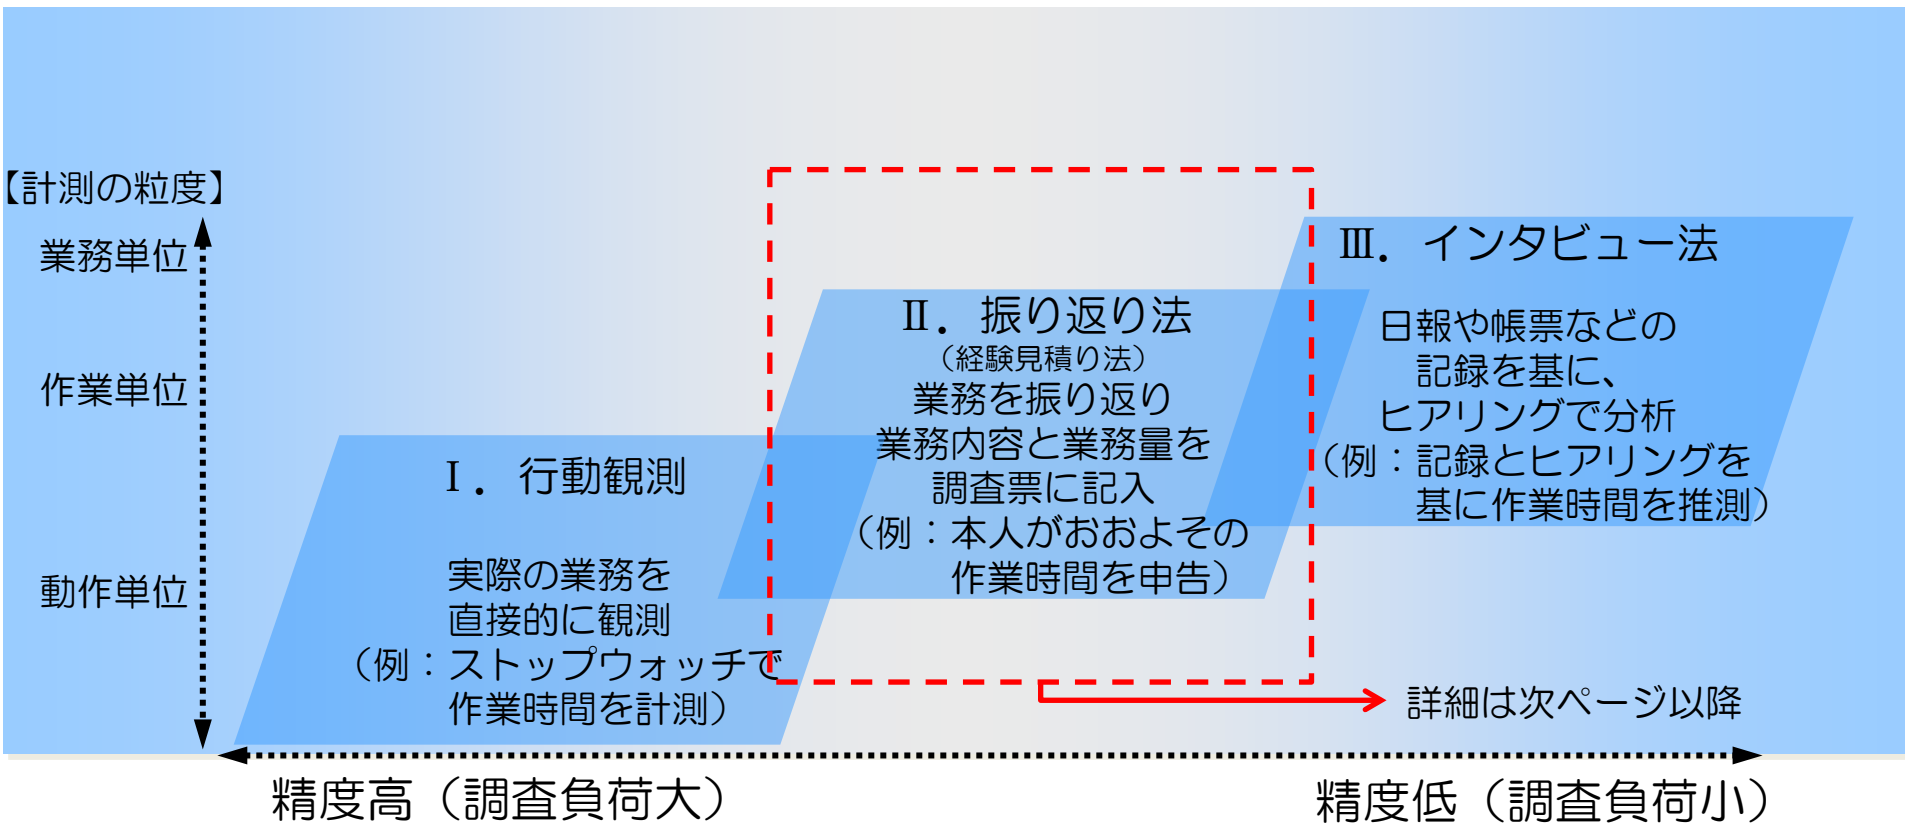 【計測の粒度】
業務単位
作業単位
動作単位
Ⅰ．行動観測
実際の業務を
直接的に観測
（例：ストップウォッチで
作業時間を計測）
Ⅱ．振り返り法
（経験見積り法）
業務を振り返り
業務内容と業務量を
調査票に記入
（例：本人がおおよその
作業時間を申告）
Ⅲ．インタビュー法
日報や帳票などの
記録を基に、
ヒアリングで分析
（例：記録とヒアリングを
基に作業時間を推測）
詳細は次ページ以降
精度高（調査負荷大）
精度低（調査負荷小）